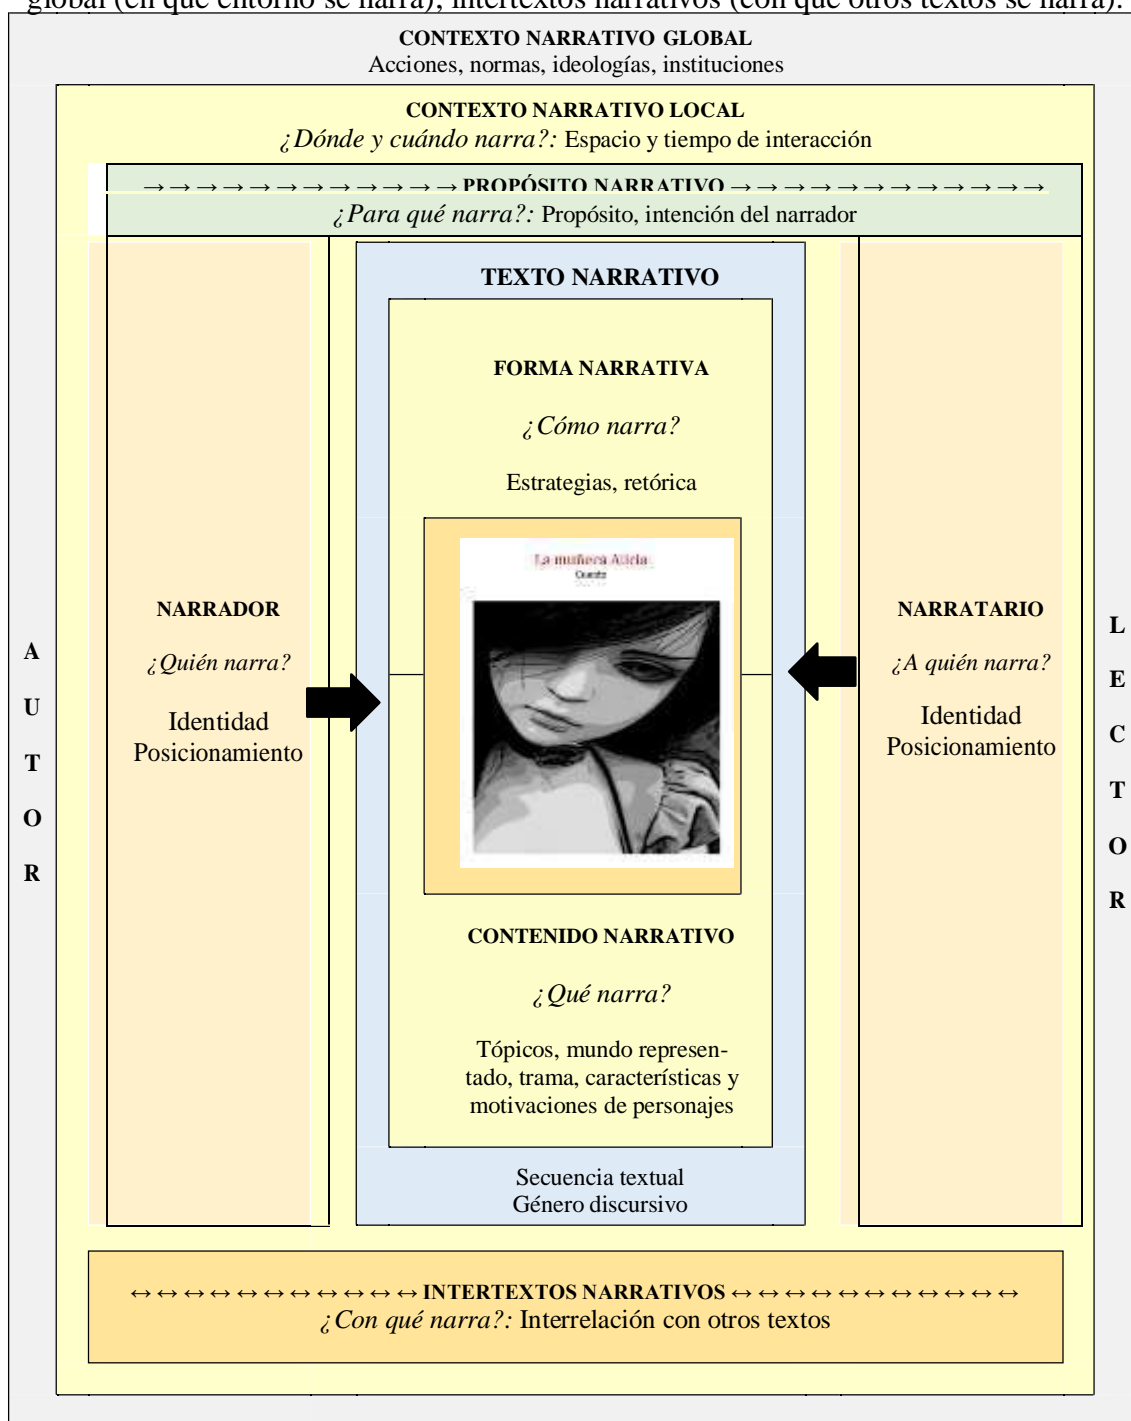 global (en qué entorno se narra); intertextos narrativos (con qué otros textos se narra).
CONTEXTO NARRATIVO GLOBAL
Acciones, normas, ideologías, instituciones
CONTEXTO NARRATIVO LOCAL
¿Dónde y cuándo narra?: Espacio y tiempo de interacción
→→→→→→→→→→→→ PROPÓSITO NARRATIVO →→→→→→→→→→→→
¿Para qué narra?: Propósito, intención del narrador
TEXTO NARRATIVO
FORMA NARRATIVA
¿Cómo narra?
Estrategias, retórica
La muñeca Alicia
Cuento
NARRADOR
¿Quién narra?
Identidad
Posicionamiento
NARRATARIO
¿A quién narra?
Identidad
Posicionamiento
A
U
T
O
R
L
E
C
T
O
R
CONTENIDO NARRATIVO
¿Qué narra?
Tópicos, mundo represen-
tado, trama, características y
motivaciones de personajes
Secuencia textual
Género discursivo
↔↔↔↔↔↔↔↔↔↔↔ INTERTEXTOS NARRATIVOS ↔↔↔↔↔↔↔↔↔↔↔
¿Con qué narra?: Interrelación con otros textos